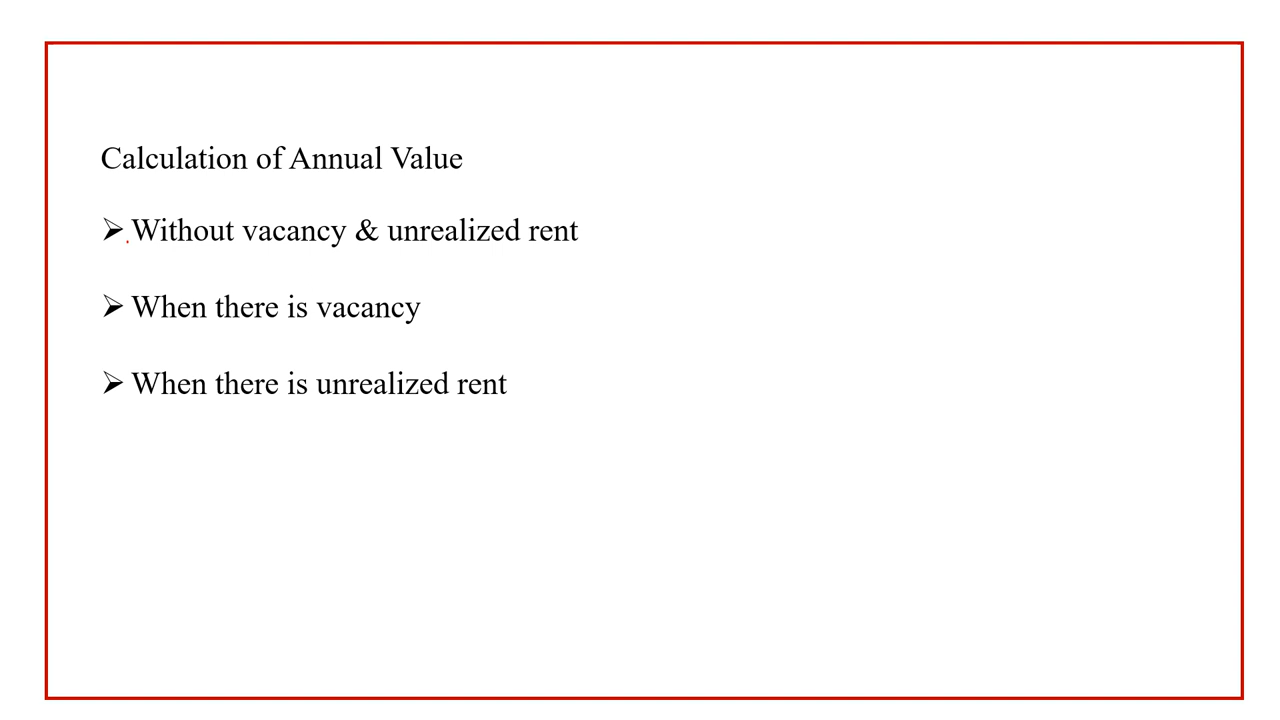 Calculation of Annual Value
➢ Without vacancy & unrealized rent
➢ When there is vacancy
➢ When there is unrealized rent